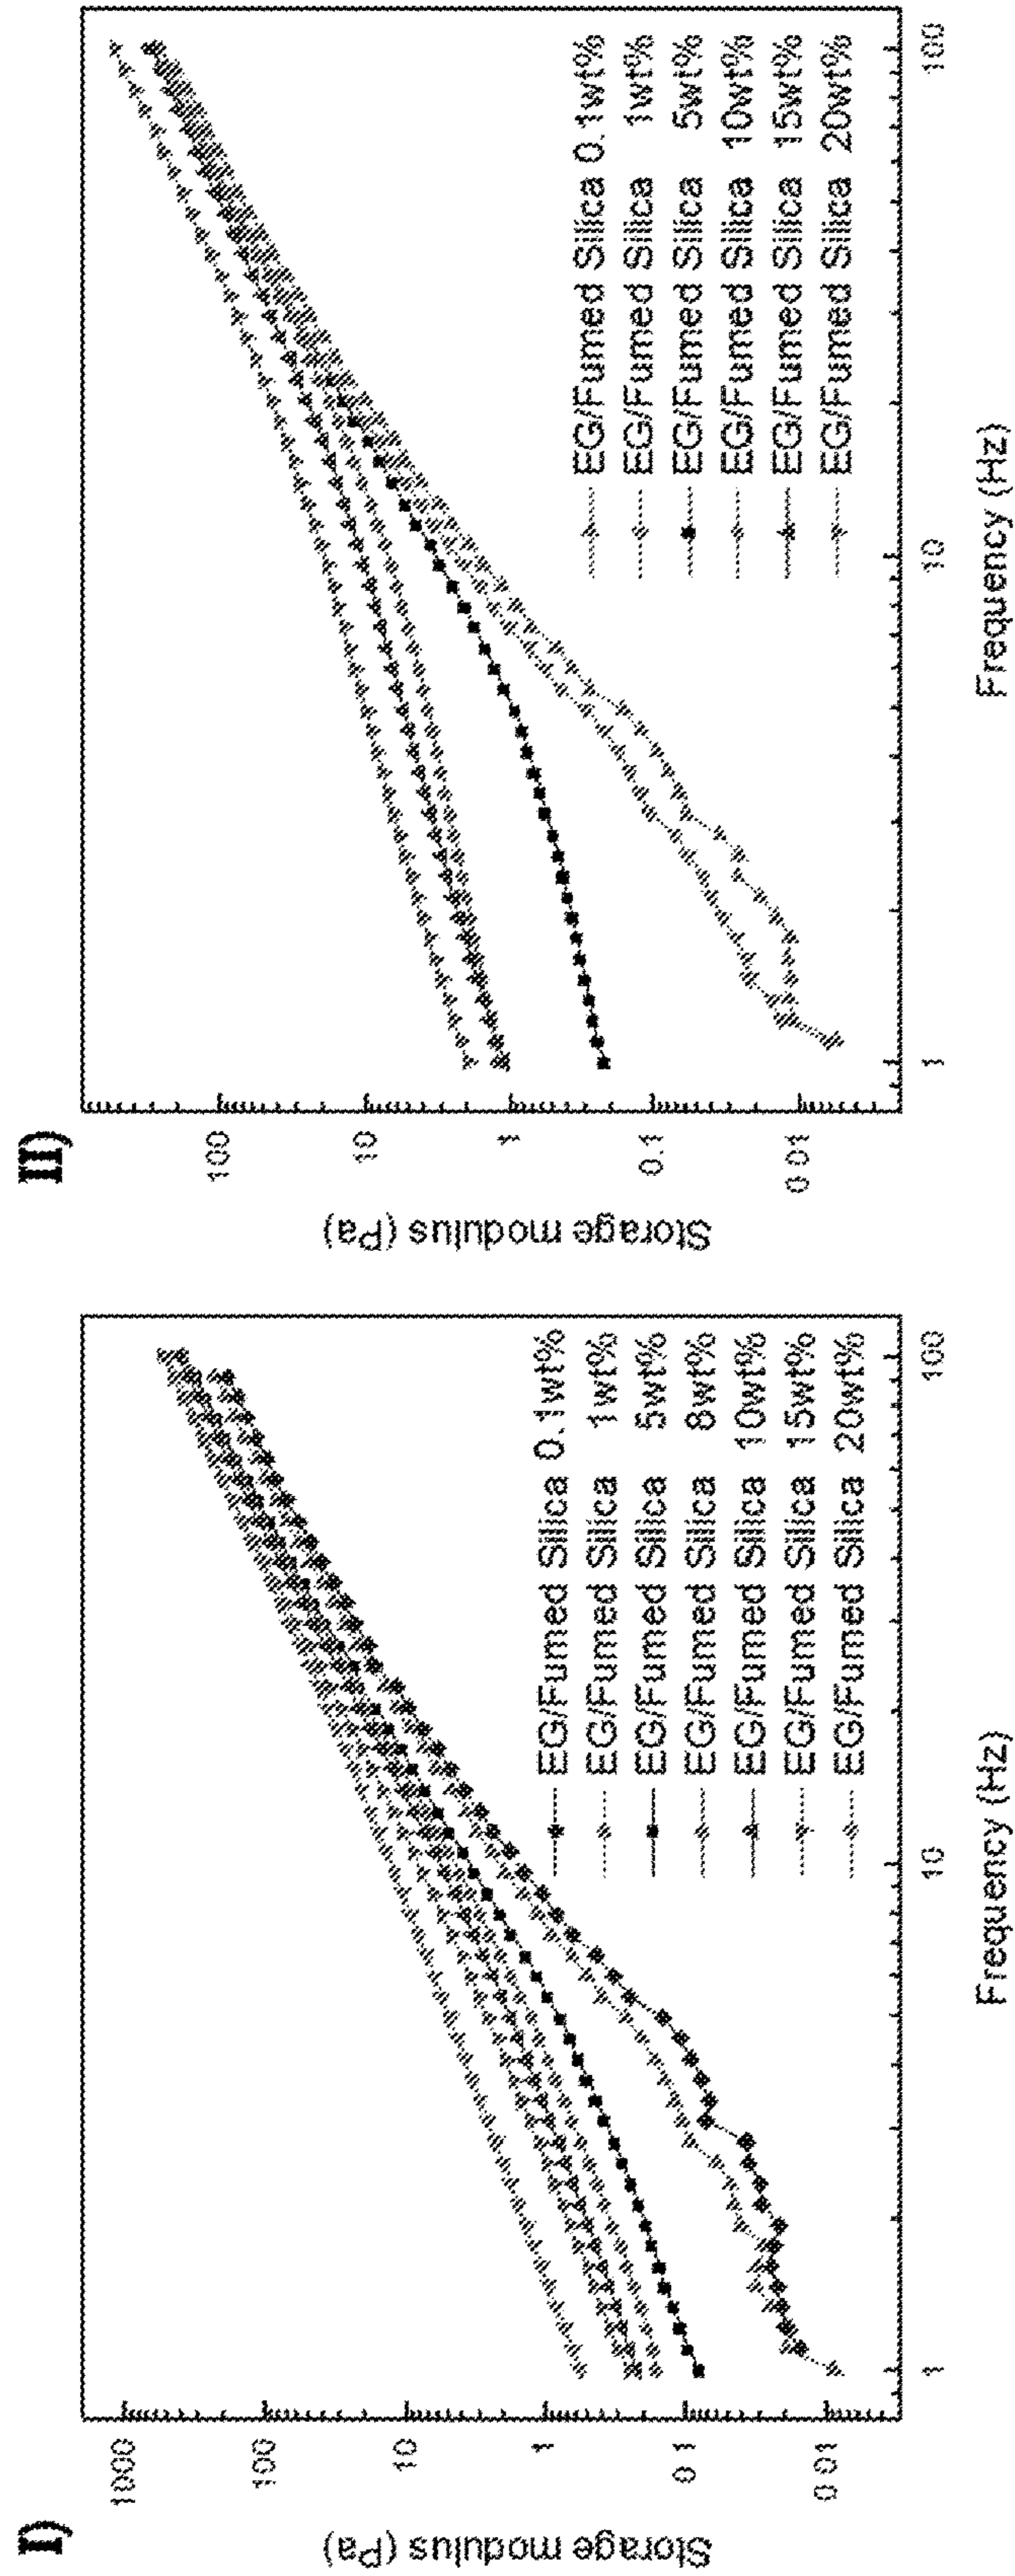 I)
Storage modulus (Pa)
1000
100
10
1
0 1
0 01
EG/Fumed Silica 0.1wt%
EG/Fumed Silica 1wt%
EG/Fumed Silica 5wt%
EG/Fumed Silica 8wt%
EG/Fumed Silica 10wt%
EG/Fumed Silica 15wt%
EG/Fumed Silica 20wt%
1
10
100
Frequency (Hz)
II)
Storage modulus (Pa)
100
10
1
0.1
0 01
EG/Fumed Silica 0.1wt%
EG/Fumed Silica 1wt%
EG/Fumed Silica 5wt%
EG/Fumed Silica 10wt%
EG/Fumed Silica 15wt%
EG/Fumed Silica 20wt%
1
10
100
Frequency (Hz)